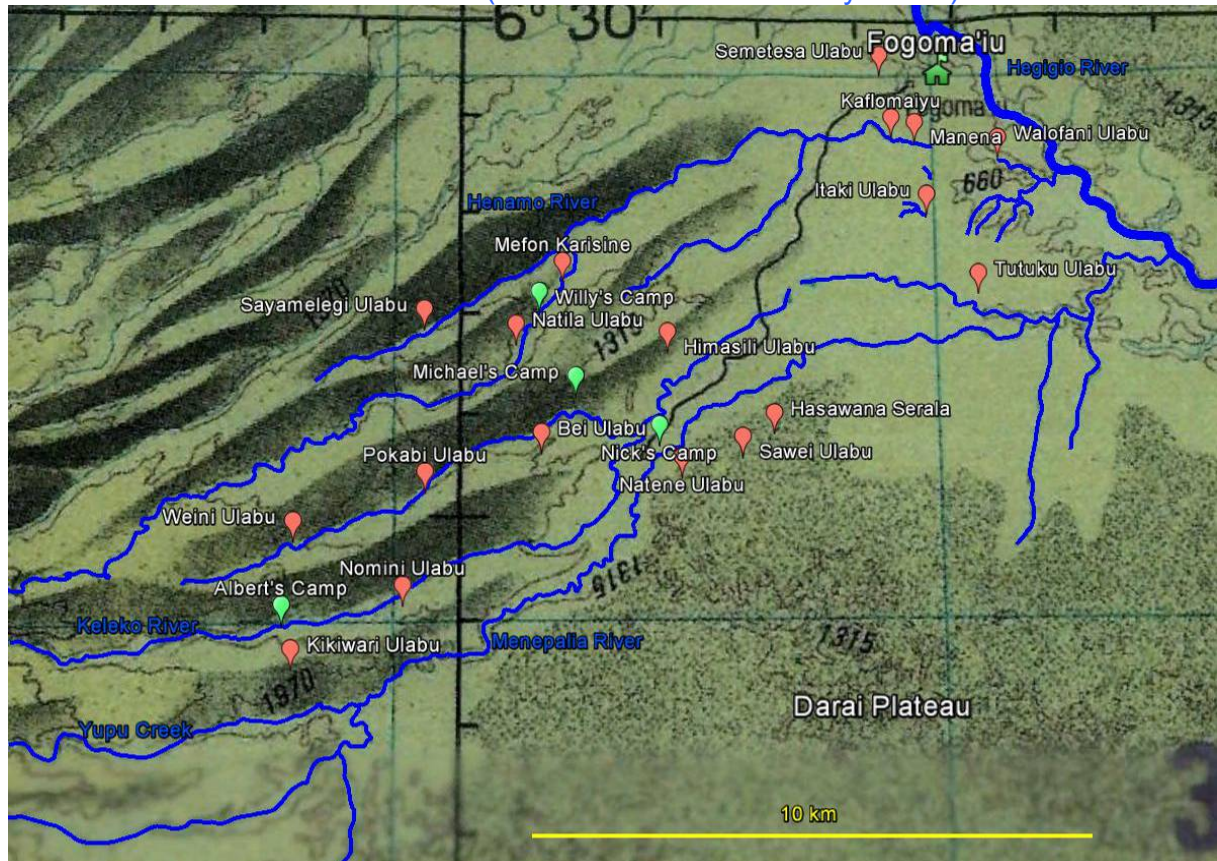 6° 30'
Semetesa Ulabu
Fogoma'iu
Hegigio River
1315
Kaflomaiyu
Manena
Walofani Ulabu
660
Itaki Ulabu
Henamo River
Mefon Karisine
Tutuku Ulabu
Sayamelegi Ulabu
Willy's Camp
Natila Ulabu
1315
Himasili Ulabu
Michael's Camp
Hasawana Serala
Bei Ulabu
Sawei Ulabu
Pokabi Ulabu
Nick's Camp
Natene Ulabu
Weini Ulabu
Nomini Ulabu
1315
Albert's Camp
Keleko River
Menepalia River
1315
Kikiwari Ulabu
1970
Darai Plateau
Yupu Creek
10 km